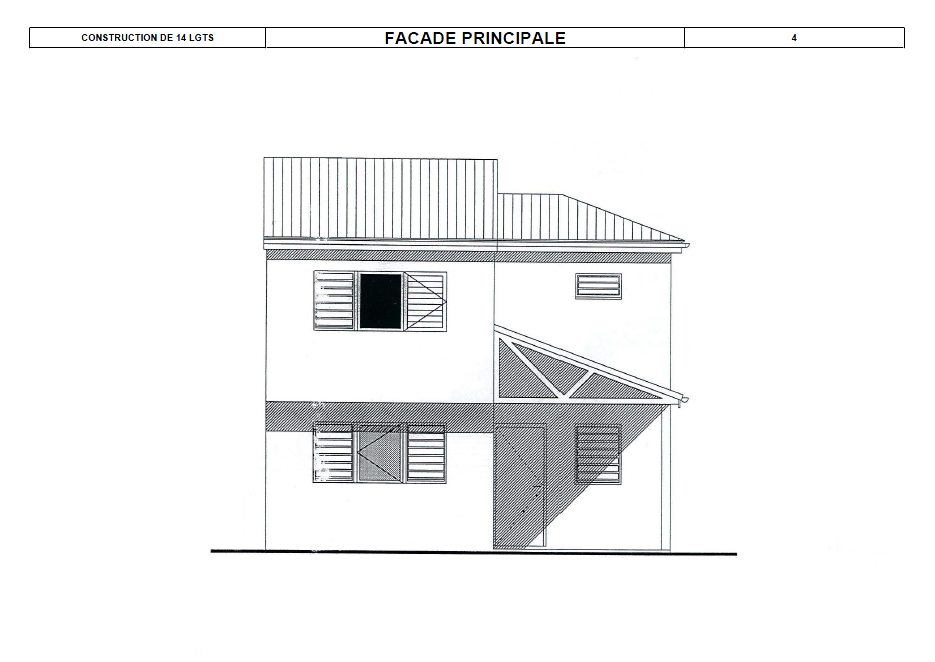 CONSTRUCTION DE 14 LGTS
FACADE PRINCIPALE
4